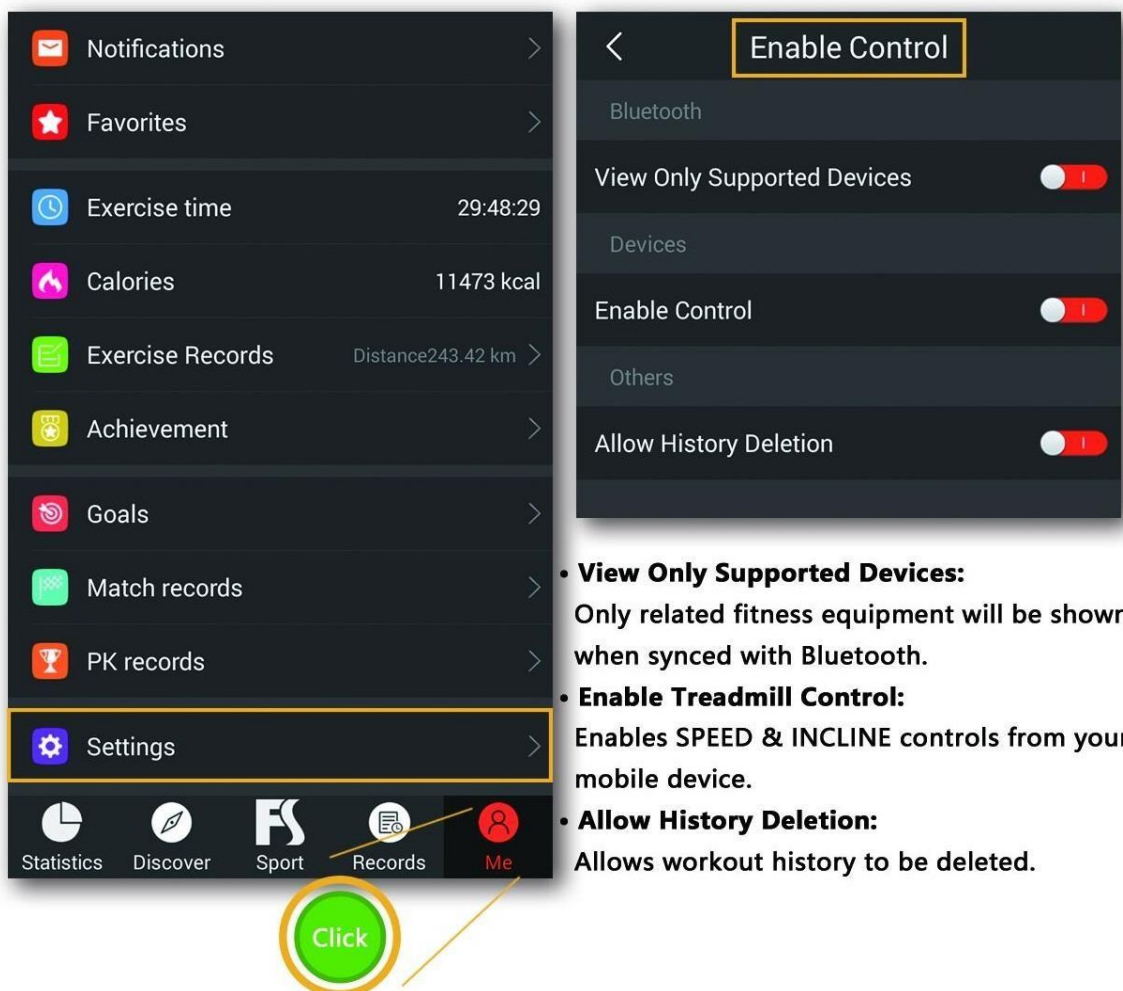 Notifications
Favorites
Exercise time 29:48:29
Calories 11473 kcal
Exercise Records Distance243.42 km
Achievement
Goals
Match records
PK records
Settings
Statistics Discover Sport Records Me
FS
Click
Enable Control
Bluetooth
View Only Supported Devices
Devices
Enable Control
Others
Allow History Deletion
• View Only Supported Devices:
Only related fitness equipment will be shown
when synced with Bluetooth.
• Enable Treadmill Control:
Enables SPEED & INCLINE controls from your
mobile device.
• Allow History Deletion:
Allows workout history to be deleted.